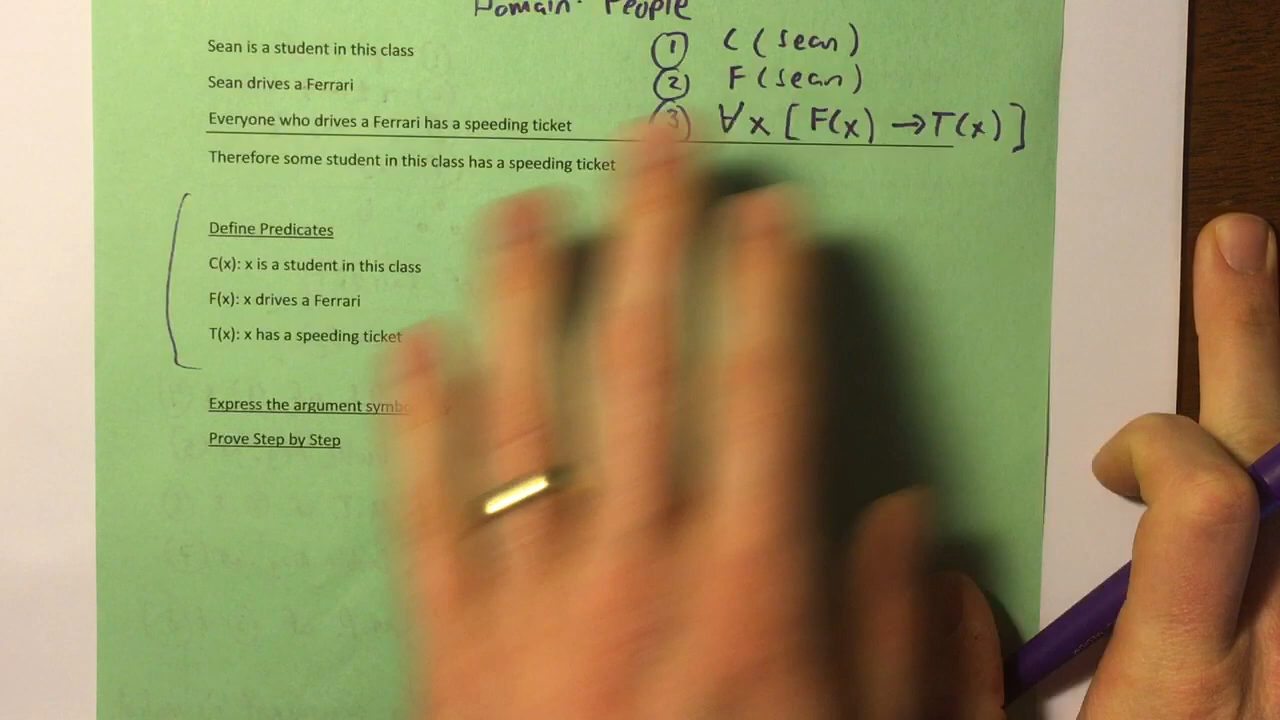 Domain: People
Sean is a student in this class ① C(sean)
Sean drives a Ferrari ② F(sean)
Everyone who drives a Ferrari has a speeding ticket ③ ∀x[F(x) → T(x)]
Therefore some student in this class has a speeding ticket
Define Predicates
C(x): x is a student in this class
F(x): x drives a Ferrari
T(x): x has a speeding ticket
Express the argument symbo
Prove Step by Step